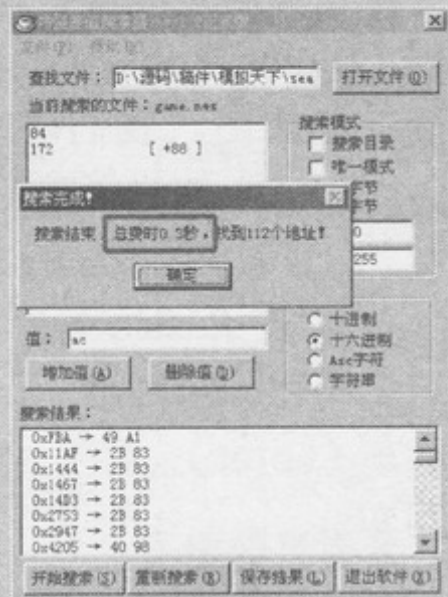 查找文件： D:\源码\稿件\模拟天下\sea
打开文件(O)
当前搜索的文件：game.nes
84
172 [ +88 ]
搜索模式
搜索目录
唯一模式
字节
字节
0
255
搜索完成!
搜索结束，总费时0.3秒，找到112个地址!
确定
值： ac
增加值(A)
删除值(D)
十进制
十六进制
Asc字符
字符串
搜索结果：
0xFBA → 49 A1
0x11AF → 2B 83
0x1444 → 2B 83
0x1467 → 2B 83
0x14B3 → 2B 83
0x2753 → 2B 83
0x2947 → 2B 83
0x4205 → 40 98
开始搜索(S)
重新搜索(R)
保存结果(L)
退出软件(X)